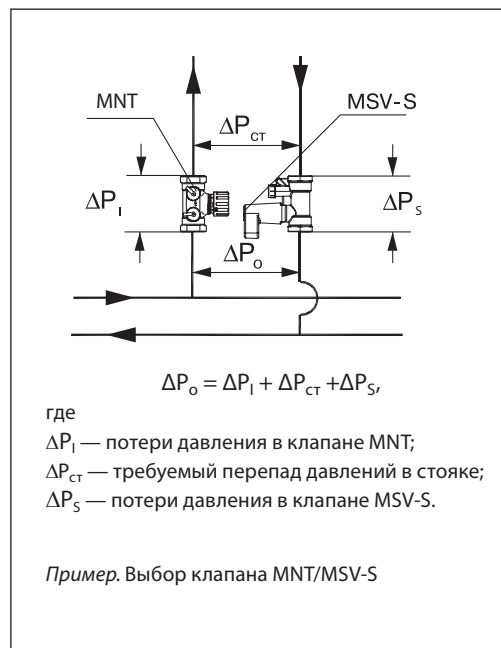 MNT
MSV-S
ΔPст
ΔPI
ΔPS
ΔPo
ΔPo = ΔPI + ΔPст +ΔPS,
где
ΔPI — потери давления в клапане MNT;
ΔPст — требуемый перепад давлений в стояке;
ΔPS — потери давления в клапане MSV-S.
Пример. Выбор клапана MNT/MSV-S